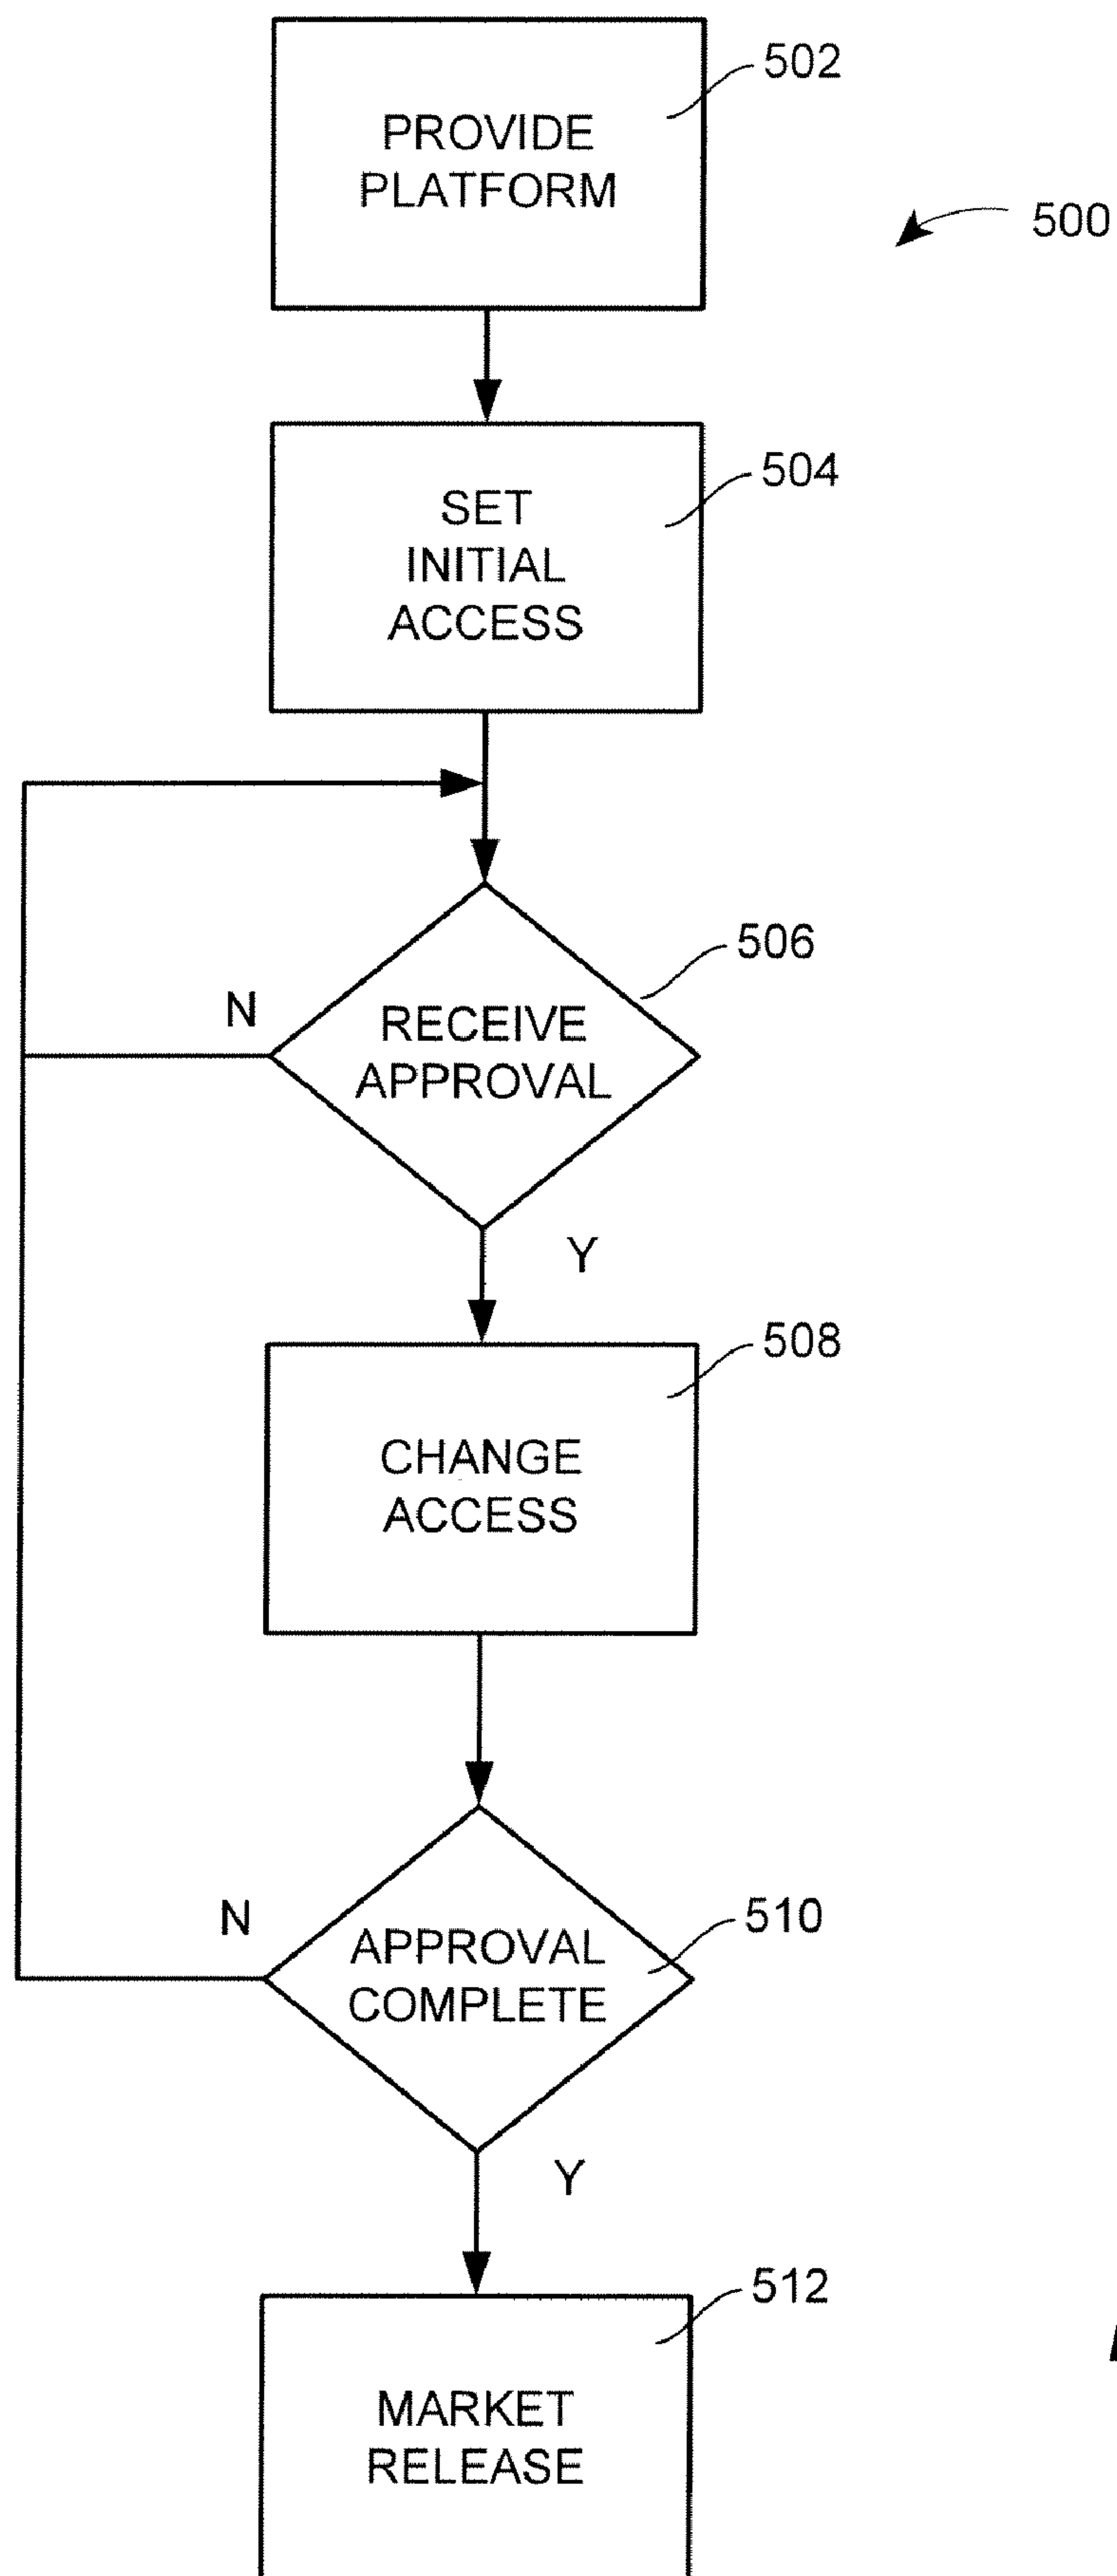 502
PROVIDE
PLATFORM
500
504
SET
INITIAL
ACCESS
506
N
RECEIVE
APPROVAL
Y
508
CHANGE
ACCESS
510
N
APPROVAL
COMPLETE
Y
512
MARKET
RELEASE